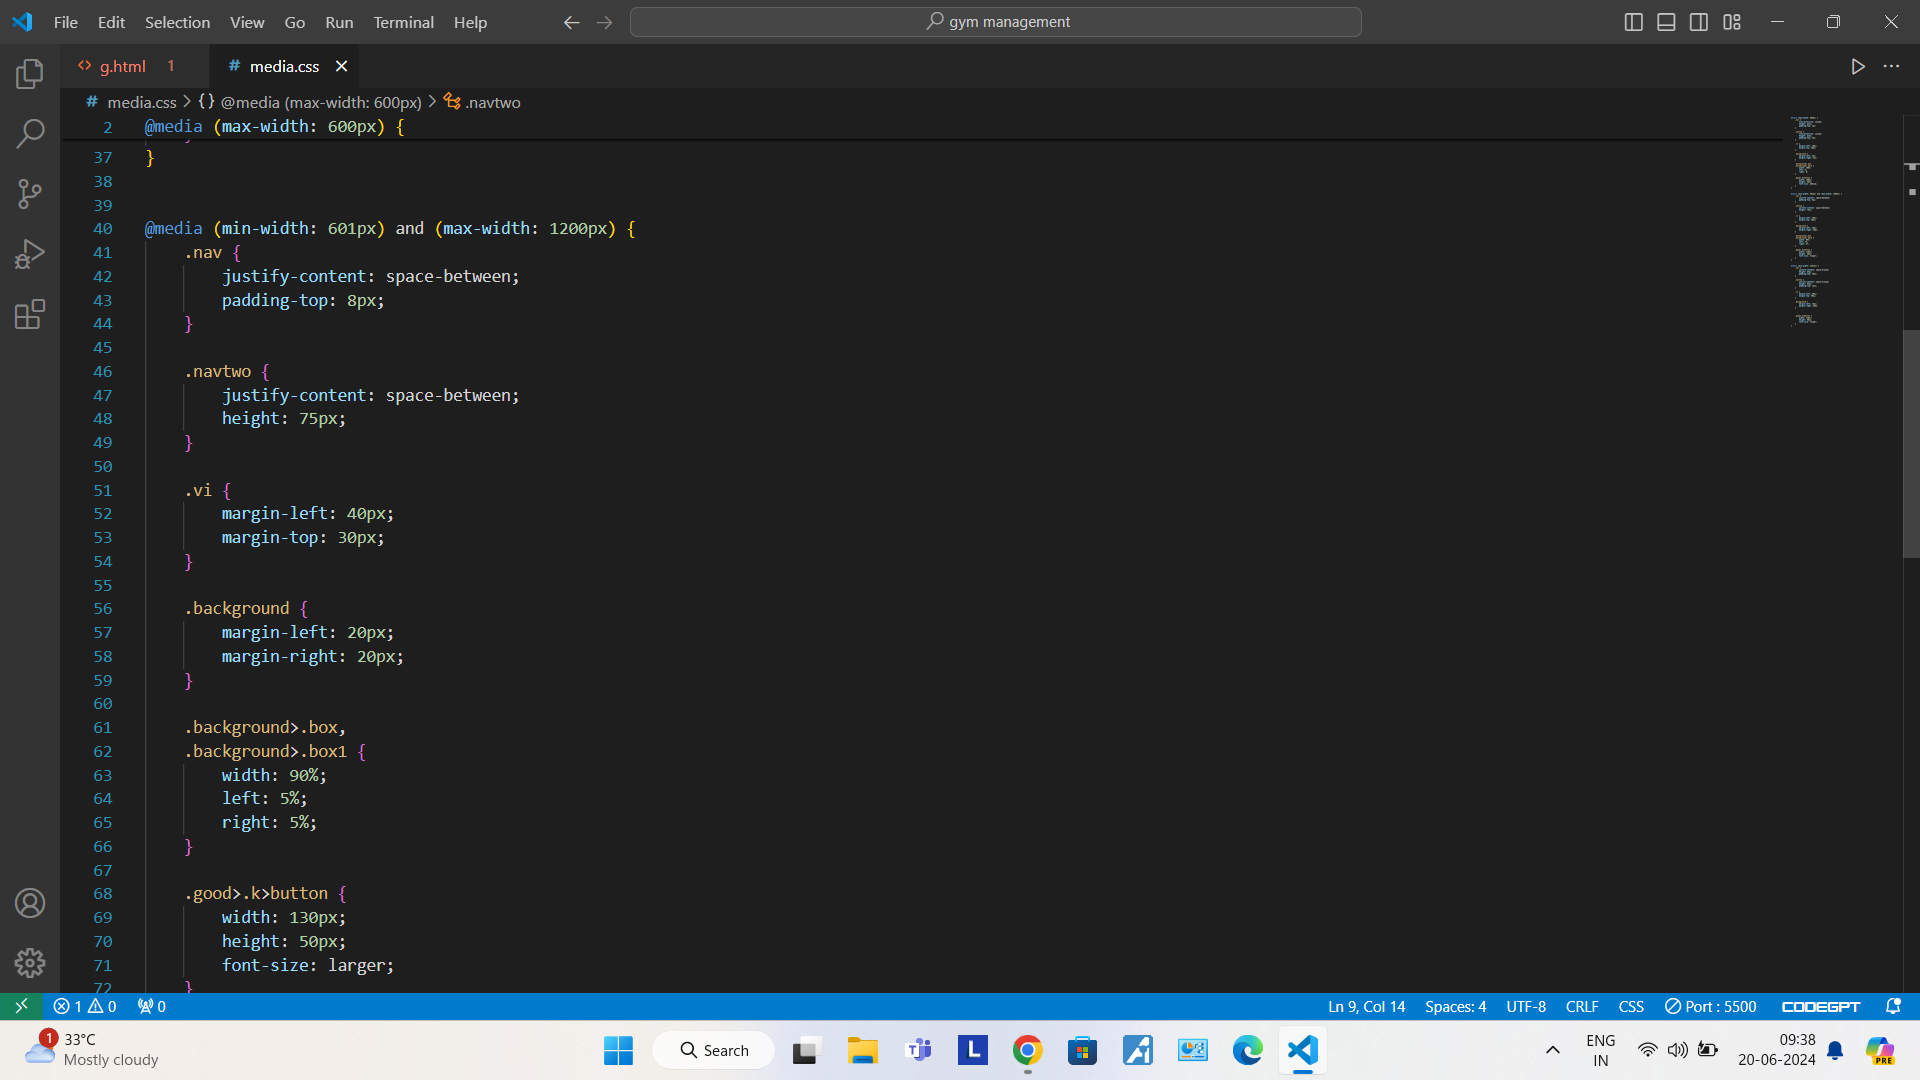 File Edit Selection View Go Run Terminal Help
gym management
g.html 1
media.css
media.css > {} @media (max-width: 600px) > .navtwo
2 @media (max-width: 600px) {
37 }
38
39
40 @media (min-width: 601px) and (max-width: 1200px) {
41 .nav {
42 justify-content: space-between;
43 padding-top: 8px;
44 }
45
46 .navtwo {
47 justify-content: space-between;
48 height: 75px;
49 }
50
51 .vi {
52 margin-left: 40px;
53 margin-top: 30px;
54 }
55
56 .background {
57 margin-left: 20px;
58 margin-right: 20px;
59 }
60
61 .background>.box,
62 .background>.box1 {
63 width: 90%;
64 left: 5%;
65 right: 5%;
66 }
67
68 .good>.k>button {
69 width: 130px;
70 height: 50px;
71 font-size: larger;
72 }
1 0 0
Ln 9, Col 14 Spaces: 4 UTF-8 CRLF CSS Port : 5500 CODEGPT
1 33°C
Mostly cloudy
Search
L
PRE
ENG
IN
09:38
20-06-2024